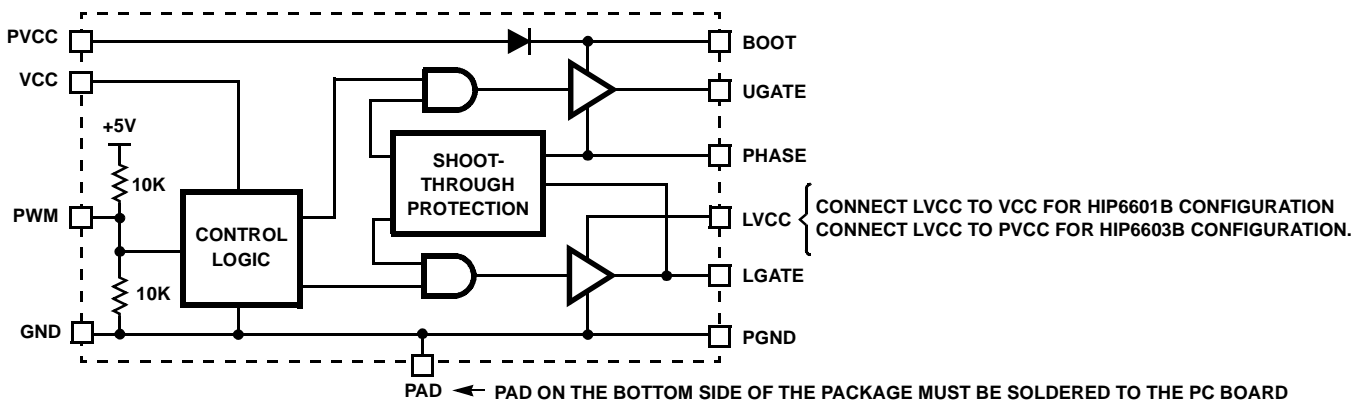 PVCC
BOOT
VCC
UGATE
+5V
10K
SHOOT-
THROUGH
PROTECTION
PHASE
PWM
CONTROL
LOGIC
LVCC
CONNECT LVCC TO VCC FOR HIP6601B CONFIGURATION
CONNECT LVCC TO PVCC FOR HIP6603B CONFIGURATION.
10K
LGATE
GND
PGND
PAD
PAD ON THE BOTTOM SIDE OF THE PACKAGE MUST BE SOLDERED TO THE PC BOARD